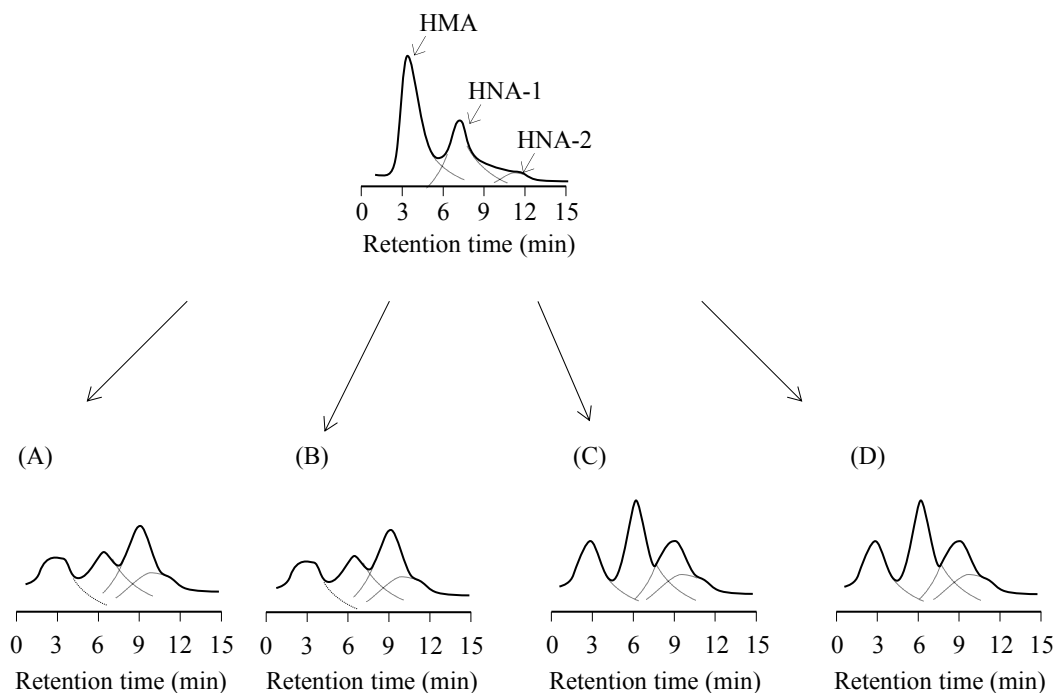 HMA
HNA-1
HNA-2
0 3 6 9 12 15
Retention time (min)
(A) (B) (C) (D)
0 3 6 9 12 15 0 3 6 9 12 15 0 3 6 9 12 15 0 3 6 9 12 15
Retention time (min) Retention time (min) Retention time (min) Retention time (min)